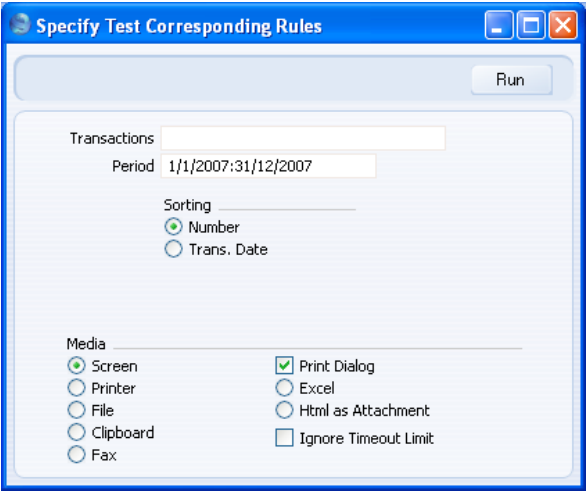 Specify Test Corresponding Rules
Run
Transactions
Period 1/1/2007:31/12/2007
Sorting
Number
Trans. Date
Media
Screen Print Dialog
Printer Excel
File Html as Attachment
Clipboard Ignore Timeout Limit
Fax